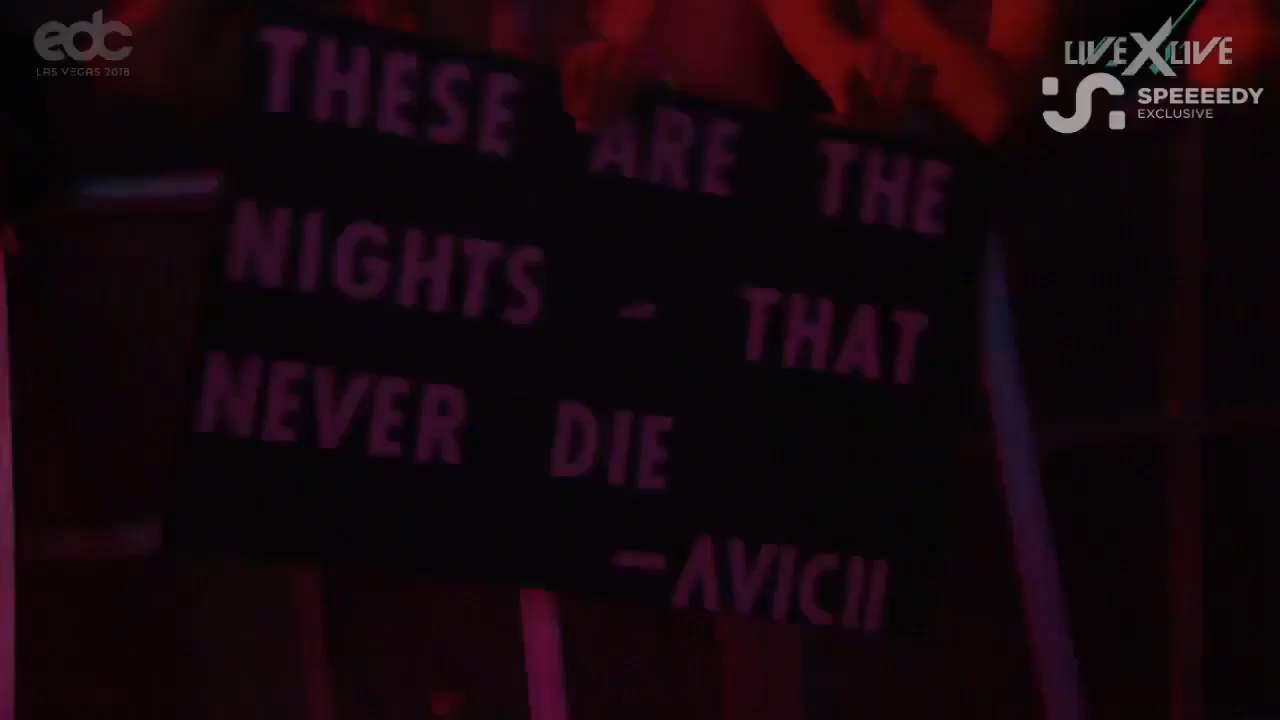 edc
LAS VEGAS 2018
LIVEXLIVE
SPEEEEDY
EXCLUSIVE
THESE ARE THE
NIGHTS - THAT
NEVER DIE
-AVICII